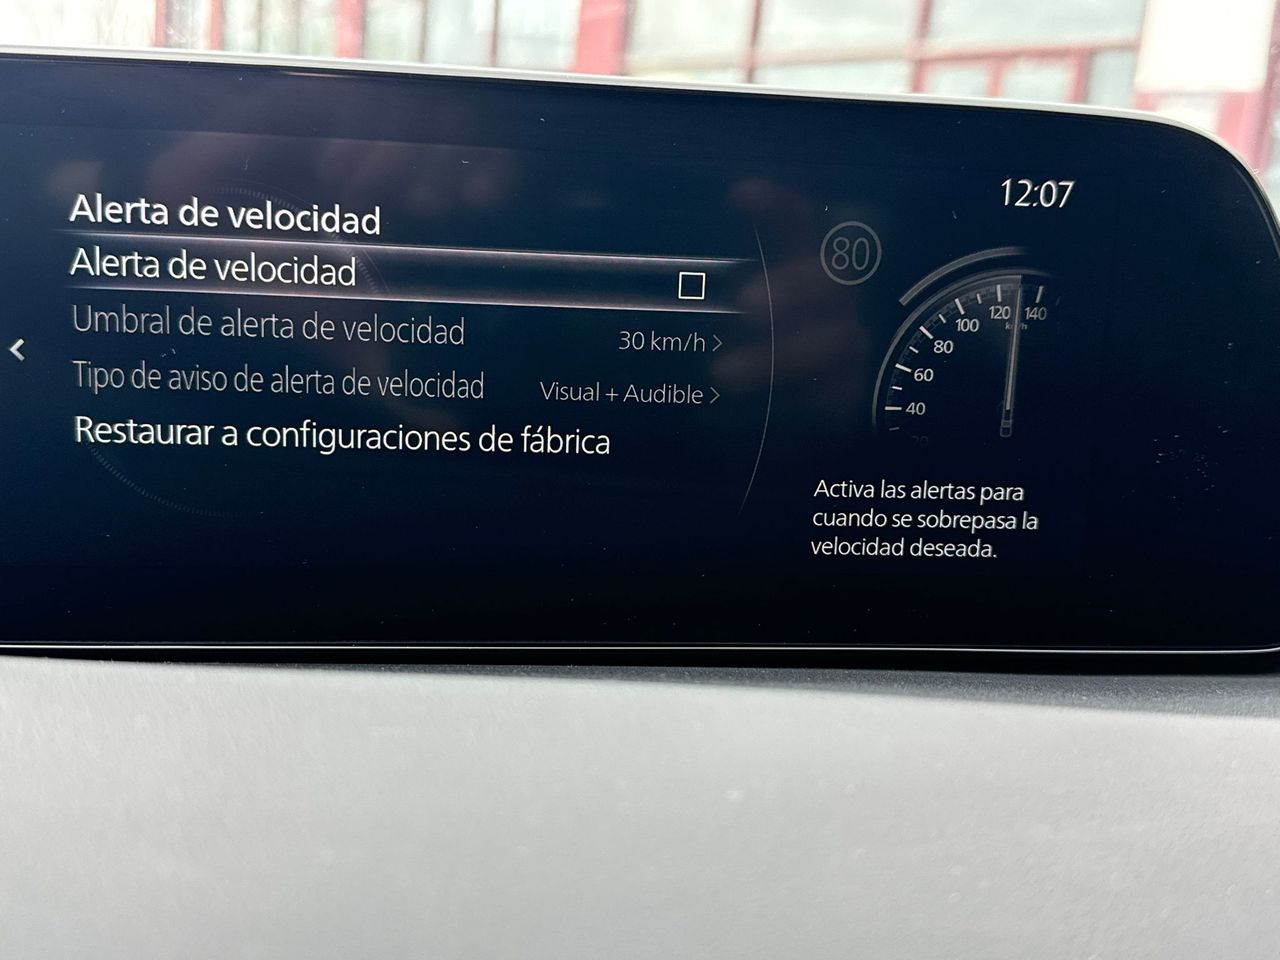 12:07
Alerta de velocidad
Alerta de velocidad
Umbral de alerta de velocidad 30 km/h >
Tipo de aviso de alerta de velocidad Visual + Audible >
Restaurar a configuraciones de fábrica
80
140
120
100
80
60
40
20
km/h
Activa las alertas para
cuando se sobrepasa la
velocidad deseada.